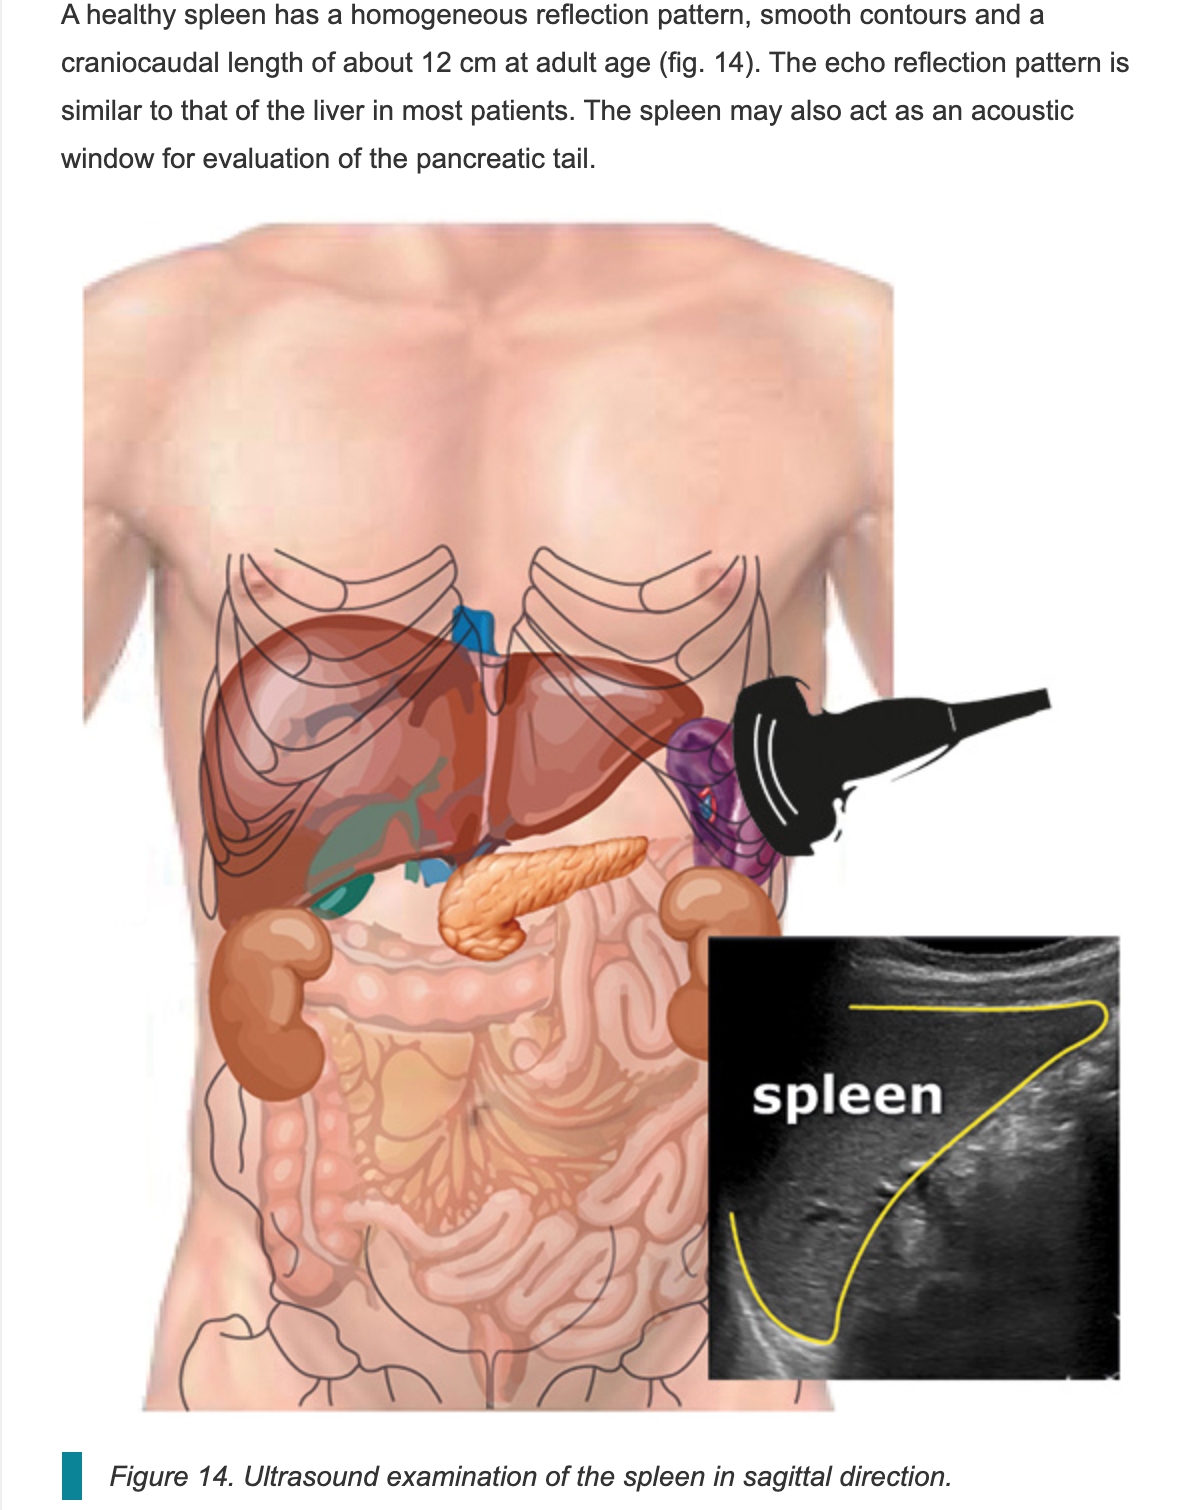 A healthy spleen has a homogeneous reflection pattern, smooth contours and a
craniocaudal length of about 12 cm at adult age (fig. 14). The echo reflection pattern is
similar to that of the liver in most patients. The spleen may also act as an acoustic
window for evaluation of the pancreatic tail.
spleen
Figure 14. Ultrasound examination of the spleen in sagittal direction.